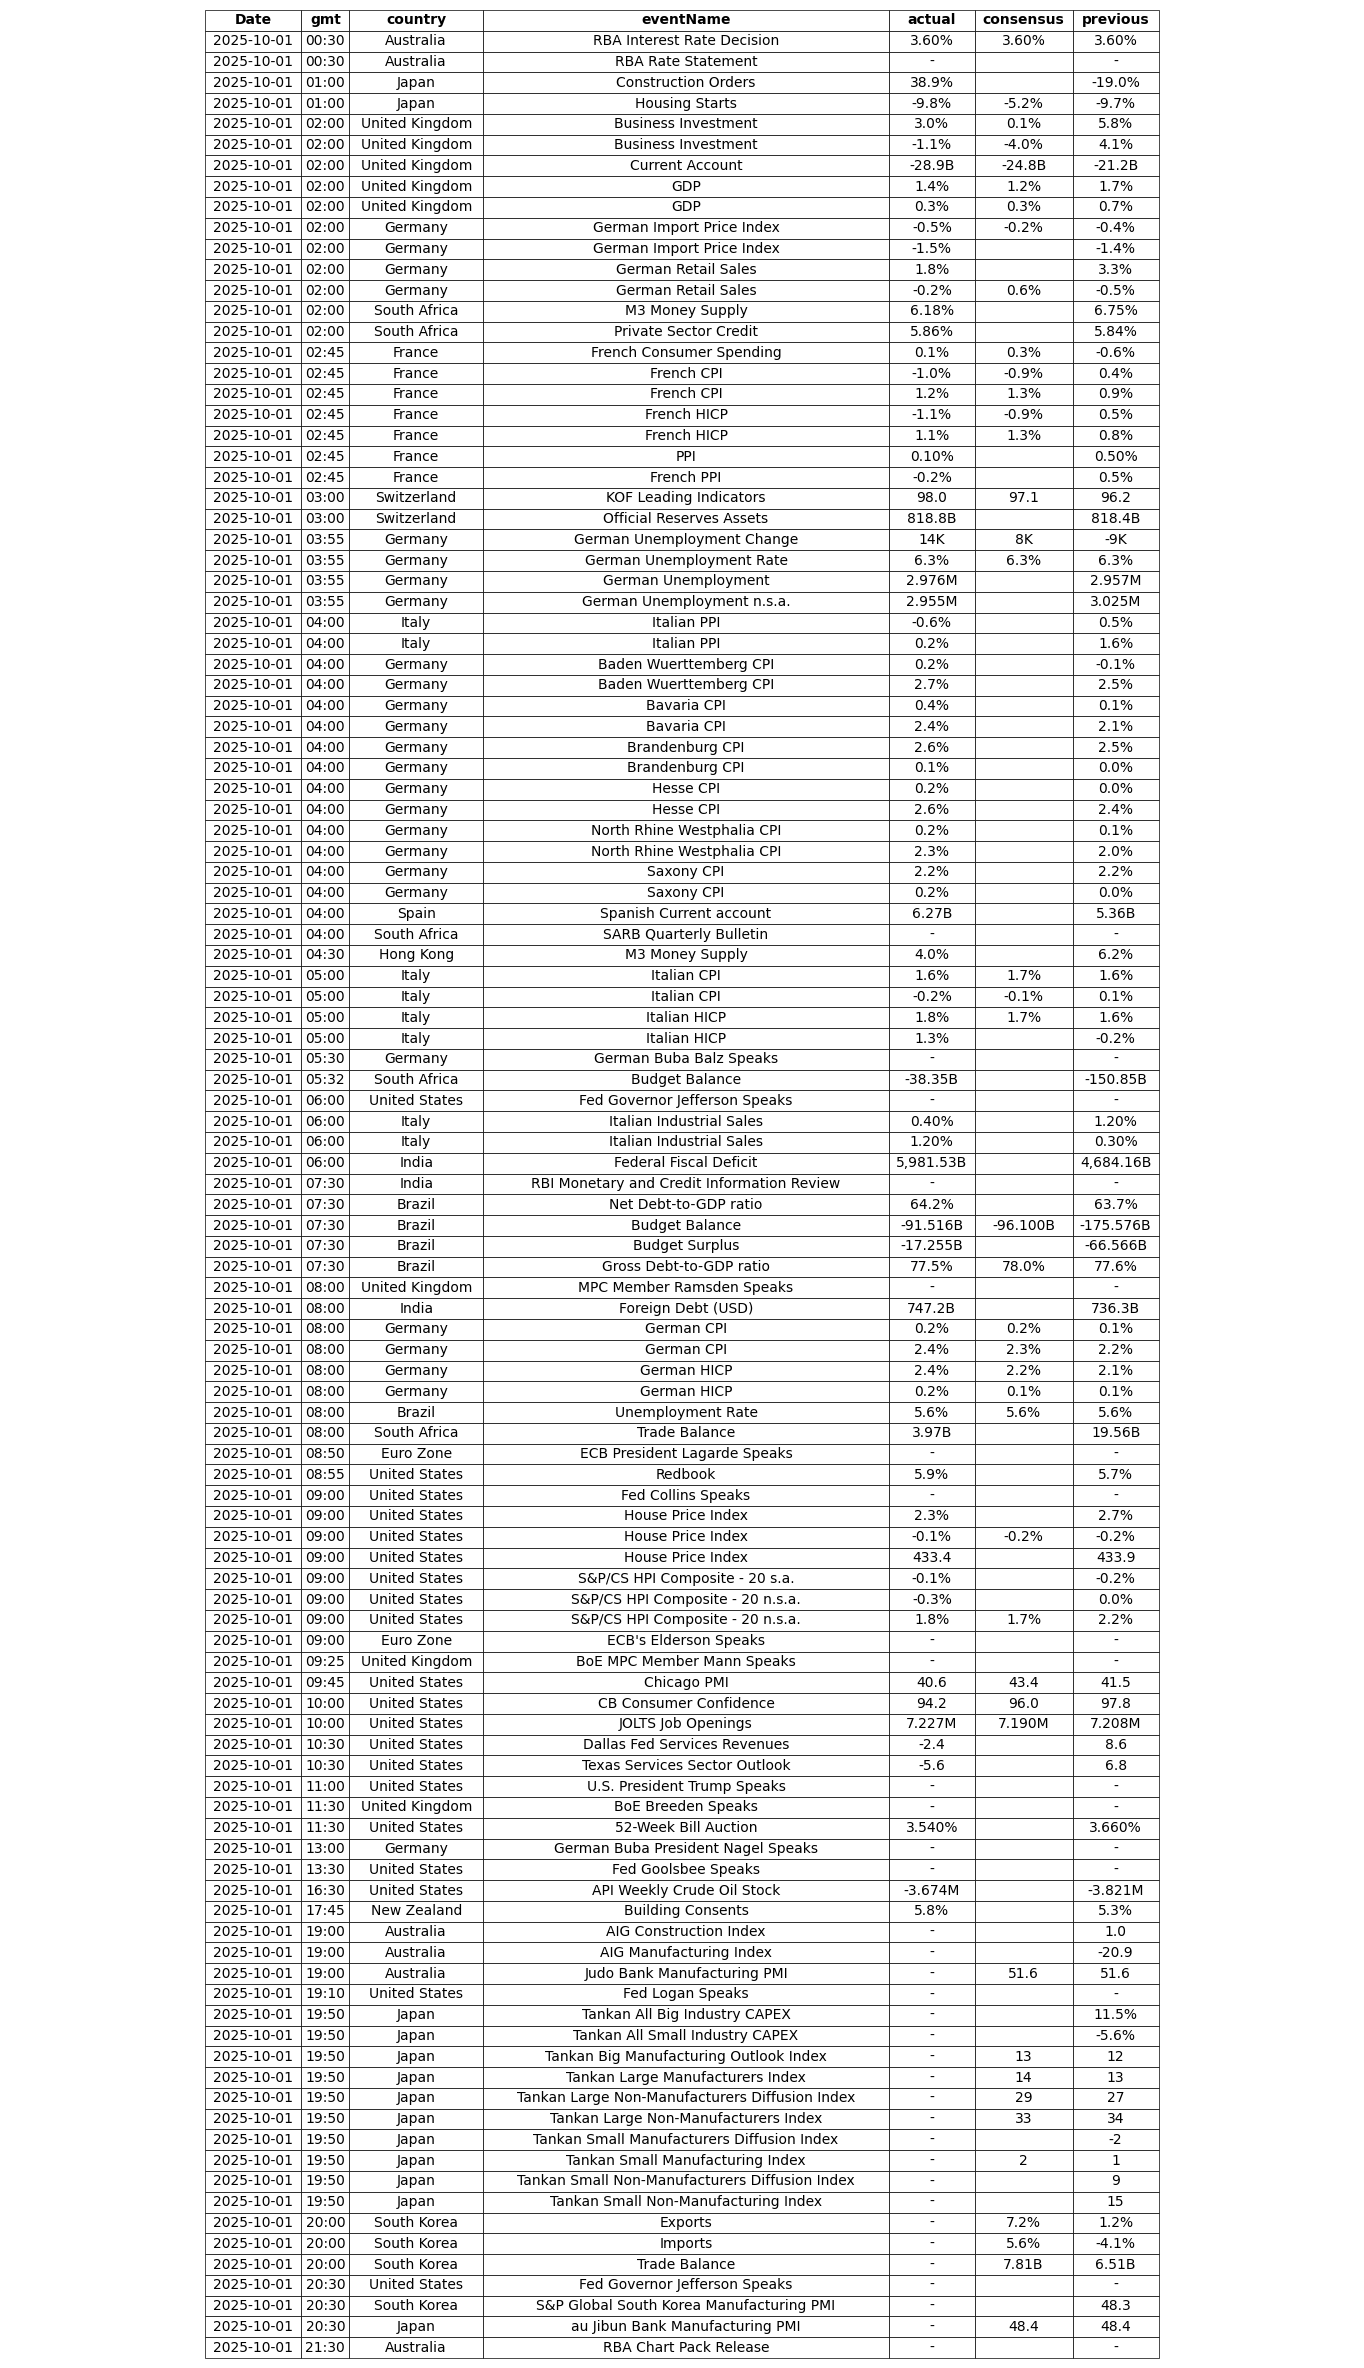 Date gmt country eventName actual consensus previous
2025-10-01 00:30 Australia RBA Interest Rate Decision 3.60% 3.60% 3.60%
2025-10-01 00:30 Australia RBA Rate Statement - -
2025-10-01 01:00 Japan Construction Orders 38.9% -19.0%
2025-10-01 01:00 Japan Housing Starts -9.8% -5.2% -9.7%
2025-10-01 02:00 United Kingdom Business Investment 3.0% 0.1% 5.8%
2025-10-01 02:00 United Kingdom Business Investment -1.1% -4.0% 4.1%
2025-10-01 02:00 United Kingdom Current Account -28.9B -24.8B -21.2B
2025-10-01 02:00 United Kingdom GDP 1.4% 1.2% 1.7%
2025-10-01 02:00 United Kingdom GDP 0.3% 0.3% 0.7%
2025-10-01 02:00 Germany German Import Price Index -0.5% -0.2% -0.4%
2025-10-01 02:00 Germany German Import Price Index -1.5% -1.4%
2025-10-01 02:00 Germany German Retail Sales 1.8% 3.3%
2025-10-01 02:00 Germany German Retail Sales -0.2% 0.6% -0.5%
2025-10-01 02:00 South Africa M3 Money Supply 6.18% 6.75%
2025-10-01 02:00 South Africa Private Sector Credit 5.86% 5.84%
2025-10-01 02:45 France French Consumer Spending 0.1% 0.3% -0.6%
2025-10-01 02:45 France French CPI -1.0% -0.9% 0.4%
2025-10-01 02:45 France French CPI 1.2% 1.3% 0.9%
2025-10-01 02:45 France French HICP -1.1% -0.9% 0.5%
2025-10-01 02:45 France French HICP 1.1% 1.3% 0.8%
2025-10-01 02:45 France PPI 0.10% 0.50%
2025-10-01 02:45 France French PPI -0.2% 0.5%
2025-10-01 03:00 Switzerland KOF Leading Indicators 98.0 97.1 96.2
2025-10-01 03:00 Switzerland Official Reserves Assets 818.8B 818.4B
2025-10-01 03:55 Germany German Unemployment Change 14K 8K -9K
2025-10-01 03:55 Germany German Unemployment Rate 6.3% 6.3% 6.3%
2025-10-01 03:55 Germany German Unemployment 2.976M 2.957M
2025-10-01 03:55 Germany German Unemployment n.s.a. 2.955M 3.025M
2025-10-01 04:00 Italy Italian PPI -0.6% 0.5%
2025-10-01 04:00 Italy Italian PPI 0.2% 1.6%
2025-10-01 04:00 Germany Baden Wuerttemberg CPI 0.2% -0.1%
2025-10-01 04:00 Germany Baden Wuerttemberg CPI 2.7% 2.5%
2025-10-01 04:00 Germany Bavaria CPI 0.4% 0.1%
2025-10-01 04:00 Germany Bavaria CPI 2.4% 2.1%
2025-10-01 04:00 Germany Brandenburg CPI 2.6% 2.5%
2025-10-01 04:00 Germany Brandenburg CPI 0.1% 0.0%
2025-10-01 04:00 Germany Hesse CPI 0.2% 0.0%
2025-10-01 04:00 Germany Hesse CPI 2.6% 2.4%
2025-10-01 04:00 Germany North Rhine Westphalia CPI 0.2% 0.1%
2025-10-01 04:00 Germany North Rhine Westphalia CPI 2.3% 2.0%
2025-10-01 04:00 Germany Saxony CPI 2.2% 2.2%
2025-10-01 04:00 Germany Saxony CPI 0.2% 0.0%
2025-10-01 04:00 Spain Spanish Current account 6.27B 5.36B
2025-10-01 04:00 South Africa SARB Quarterly Bulletin - -
2025-10-01 04:30 Hong Kong M3 Money Supply 4.0% 6.2%
2025-10-01 05:00 Italy Italian CPI 1.6% 1.7% 1.6%
2025-10-01 05:00 Italy Italian CPI -0.2% -0.1% 0.1%
2025-10-01 05:00 Italy Italian HICP 1.8% 1.7% 1.6%
2025-10-01 05:00 Italy Italian HICP 1.3% -0.2%
2025-10-01 05:30 Germany German Buba Balz Speaks - -
2025-10-01 05:32 South Africa Budget Balance -38.35B -150.85B
2025-10-01 06:00 United States Fed Governor Jefferson Speaks - -
2025-10-01 06:00 Italy Italian Industrial Sales 0.40% 1.20%
2025-10-01 06:00 Italy Italian Industrial Sales 1.20% 0.30%
2025-10-01 06:00 India Federal Fiscal Deficit 5,981.53B 4,684.16B
2025-10-01 07:30 India RBI Monetary and Credit Information Review - -
2025-10-01 07:30 Brazil Net Debt-to-GDP ratio 64.2% 63.7%
2025-10-01 07:30 Brazil Budget Balance -91.516B -96.100B -175.576B
2025-10-01 07:30 Brazil Budget Surplus -17.255B -66.566B
2025-10-01 07:30 Brazil Gross Debt-to-GDP ratio 77.5% 78.0% 77.6%
2025-10-01 08:00 United Kingdom MPC Member Ramsden Speaks - -
2025-10-01 08:00 India Foreign Debt (USD) 747.2B 736.3B
2025-10-01 08:00 Germany German CPI 0.2% 0.2% 0.1%
2025-10-01 08:00 Germany German CPI 2.4% 2.3% 2.2%
2025-10-01 08:00 Germany German HICP 2.4% 2.2% 2.1%
2025-10-01 08:00 Germany German HICP 0.2% 0.1% 0.1%
2025-10-01 08:00 Brazil Unemployment Rate 5.6% 5.6% 5.6%
2025-10-01 08:00 South Africa Trade Balance 3.97B 19.56B
2025-10-01 08:50 Euro Zone ECB President Lagarde Speaks - -
2025-10-01 08:55 United States Redbook 5.9% 5.7%
2025-10-01 09:00 United States Fed Collins Speaks - -
2025-10-01 09:00 United States House Price Index 2.3% 2.7%
2025-10-01 09:00 United States House Price Index -0.1% -0.2% -0.2%
2025-10-01 09:00 United States House Price Index 433.4 433.9
2025-10-01 09:00 United States S&P/CS HPI Composite - 20 s.a. -0.1% -0.2%
2025-10-01 09:00 United States S&P/CS HPI Composite - 20 n.s.a. -0.3% 0.0%
2025-10-01 09:00 United States S&P/CS HPI Composite - 20 n.s.a. 1.8% 1.7% 2.2%
2025-10-01 09:00 Euro Zone ECB's Elderson Speaks - -
2025-10-01 09:25 United Kingdom BoE MPC Member Mann Speaks - -
2025-10-01 09:45 United States Chicago PMI 40.6 43.4 41.5
2025-10-01 10:00 United States CB Consumer Confidence 94.2 96.0 97.8
2025-10-01 10:00 United States JOLTS Job Openings 7.227M 7.190M 7.208M
2025-10-01 10:30 United States Dallas Fed Services Revenues -2.4 8.6
2025-10-01 10:30 United States Texas Services Sector Outlook -5.6 6.8
2025-10-01 11:00 United States U.S. President Trump Speaks - -
2025-10-01 11:30 United Kingdom BoE Breeden Speaks - -
2025-10-01 11:30 United States 52-Week Bill Auction 3.540% 3.660%
2025-10-01 13:00 Germany German Buba President Nagel Speaks - -
2025-10-01 13:30 United States Fed Goolsbee Speaks - -
2025-10-01 16:30 United States API Weekly Crude Oil Stock -3.674M -3.821M
2025-10-01 17:45 New Zealand Building Consents 5.8% 5.3%
2025-10-01 19:00 Australia AIG Construction Index - 1.0
2025-10-01 19:00 Australia AIG Manufacturing Index - -20.9
2025-10-01 19:00 Australia Judo Bank Manufacturing PMI - 51.6 51.6
2025-10-01 19:10 United States Fed Logan Speaks - -
2025-10-01 19:50 Japan Tankan All Big Industry CAPEX - 11.5%
2025-10-01 19:50 Japan Tankan All Small Industry CAPEX - -5.6%
2025-10-01 19:50 Japan Tankan Big Manufacturing Outlook Index - 13 12
2025-10-01 19:50 Japan Tankan Large Manufacturers Index - 14 13
2025-10-01 19:50 Japan Tankan Large Non-Manufacturers Diffusion Index - 29 27
2025-10-01 19:50 Japan Tankan Large Non-Manufacturers Index - 33 34
2025-10-01 19:50 Japan Tankan Small Manufacturers Diffusion Index - -2
2025-10-01 19:50 Japan Tankan Small Manufacturing Index - 2 1
2025-10-01 19:50 Japan Tankan Small Non-Manufacturers Diffusion Index - 9
2025-10-01 19:50 Japan Tankan Small Non-Manufacturing Index - 15
2025-10-01 20:00 South Korea Exports - 7.2% 1.2%
2025-10-01 20:00 South Korea Imports - 5.6% -4.1%
2025-10-01 20:00 South Korea Trade Balance - 7.81B 6.51B
2025-10-01 20:30 United States Fed Governor Jefferson Speaks - -
2025-10-01 20:30 South Korea S&P Global South Korea Manufacturing PMI - 48.3
2025-10-01 20:30 Japan au Jibun Bank Manufacturing PMI - 48.4 48.4
2025-10-01 21:30 Australia RBA Chart Pack Release - -